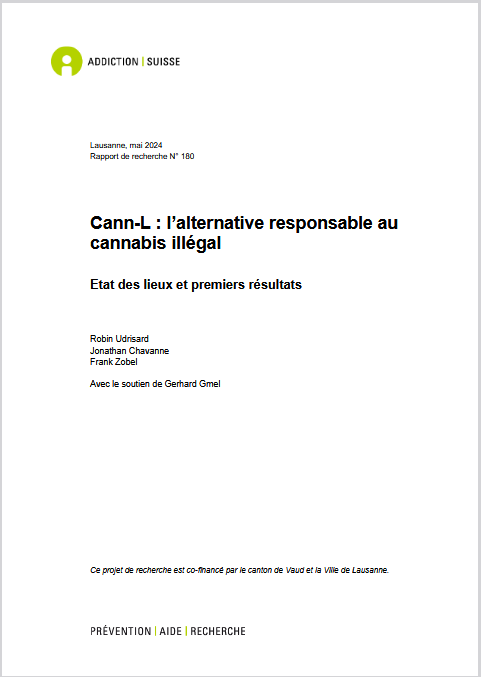 ADDICTION | SUISSE
Lausanne, mai 2024
Rapport de recherche N° 180
Cann-L : l’alternative responsable au
cannabis illégal
Etat des lieux et premiers résultats
Robin Udrisard
Jonathan Chavanne
Frank Zobel
Avec le soutien de Gerhard Gmel
Ce projet de recherche est co-financé par le canton de Vaud et la Ville de Lausanne.
PRÉVENTION | AIDE | RECHERCHE